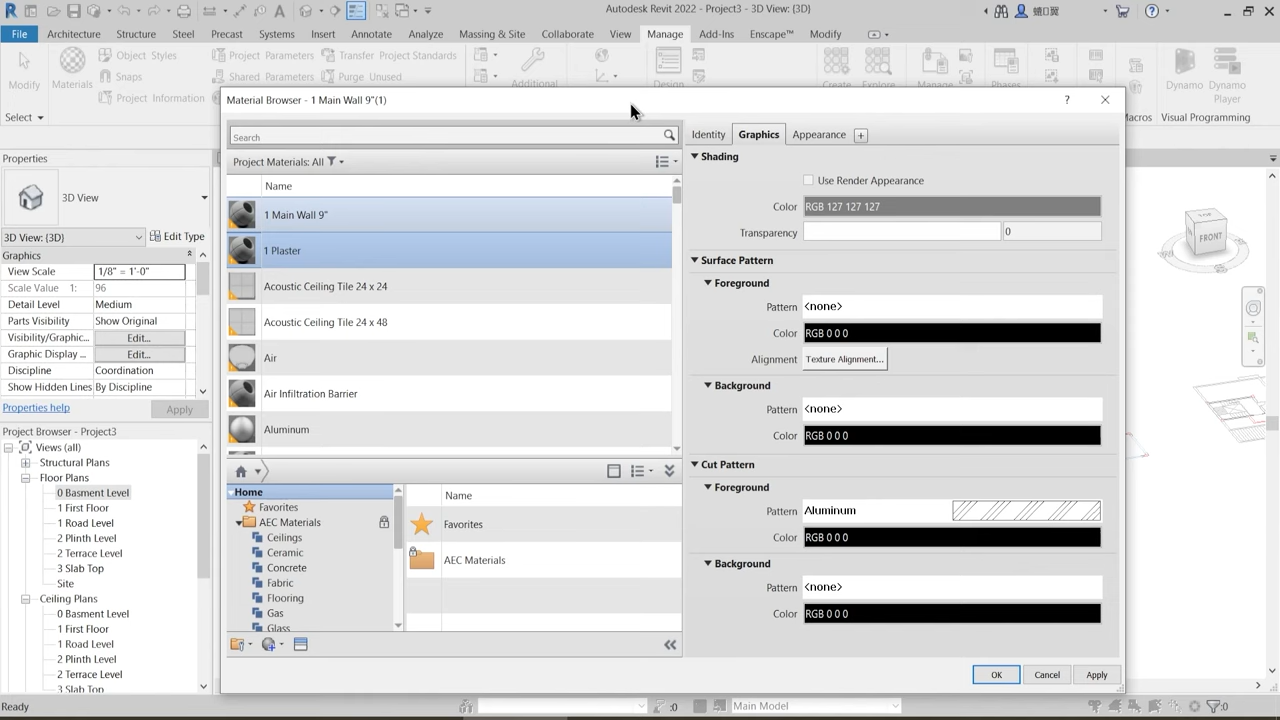 Autodesk Revit 2022 - Project3 - 3D View: {3D}
File Architecture Structure Steel Precast Systems Insert Annotate Analyze Massing & Site Collaborate View Manage Add-Ins Enscape™ Modify
Modify
Materials
Object Styles
Snaps
Project Information
Project Parameters
Shared Parameters
Transfer Project Standards
Purge Unused
Additional
Design
Create
Explore
Manage
Dynamo
Dynamo
Player
Select
Macros
Visual Programming
Material Browser - 1 Main Wall 9"(1)
?
Search
Project Materials: All
Name
1 Main Wall 9"
1 Plaster
Acoustic Ceiling Tile 24 x 24
Acoustic Ceiling Tile 24 x 48
Air
Air Infiltration Barrier
Aluminum
Home
Favorites
AEC Materials
Ceilings
Ceramic
Concrete
Fabric
Flooring
Gas
Glass
Name
Favorites
AEC Materials
Identity Graphics Appearance
Shading
Use Render Appearance
Color RGB 127 127 127
Transparency 0
Surface Pattern
Foreground
Pattern <none>
Color RGB 0 0 0
Alignment Texture Alignment...
Background
Pattern <none>
Color RGB 0 0 0
Cut Pattern
Foreground
Pattern Aluminum
Color RGB 0 0 0
Background
Pattern <none>
Color RGB 0 0 0
OK Cancel Apply
Properties
3D View
3D View: {3D} Edit Type
Graphics
View Scale 1/8" = 1'-0"
Scale Value 1: 96
Detail Level Medium
Parts Visibility Show Original
Visibility/Graphic... Edit...
Graphic Display ... Edit...
Discipline Coordination
Show Hidden Lines By Discipline
Properties help Apply
Project Browser - Project3
Views (all)
Structural Plans
Floor Plans
0 Basment Level
1 First Floor
1 Road Level
2 Plinth Level
2 Terrace Level
3 Slab Top
Site
Ceiling Plans
0 Basment Level
1 First Floor
1 Road Level
2 Plinth Level
2 Terrace Level
3 Slab Top
TOP
FRONT
Ready
:0
Main Model
:0